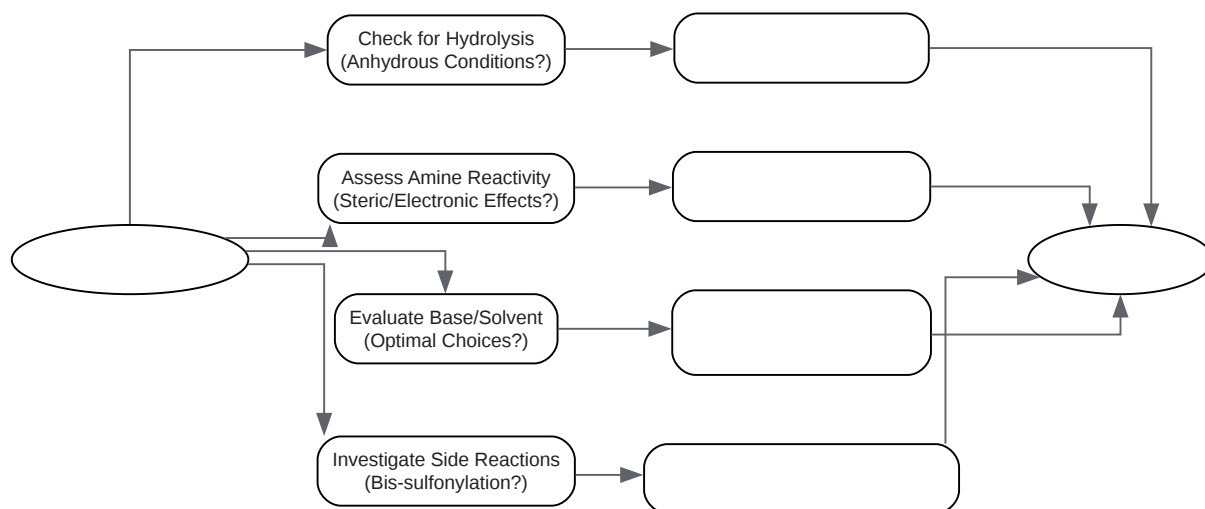 Check for Hydrolysis
(Anhydrous Conditions?)
Assess Amine Reactivity
(Steric/Electronic Effects?)
Evaluate Base/Solvent
(Optimal Choices?)
Investigate Side Reactions
(Bis-sulfonylation?)